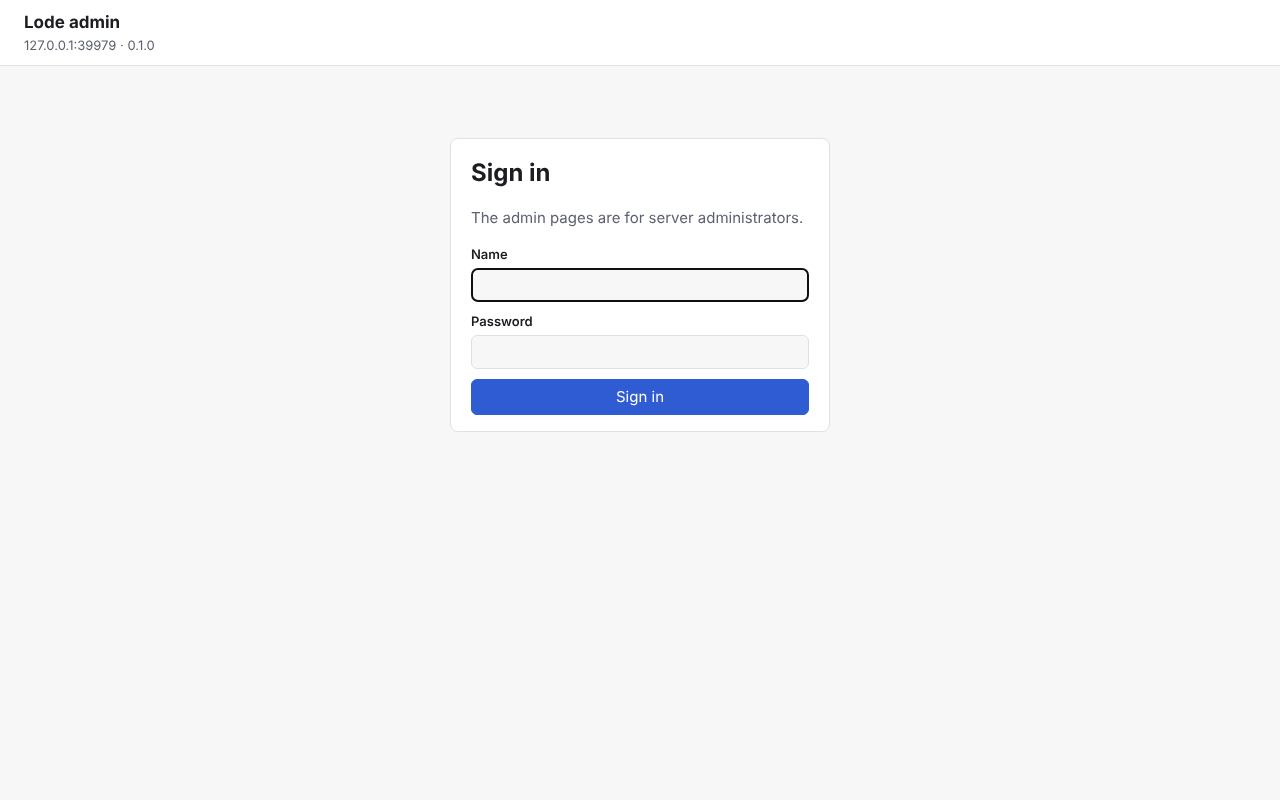 Lode admin
127.0.0.1:39979 · 0.1.0
Sign in
The admin pages are for server administrators.
Name
Password
Sign in